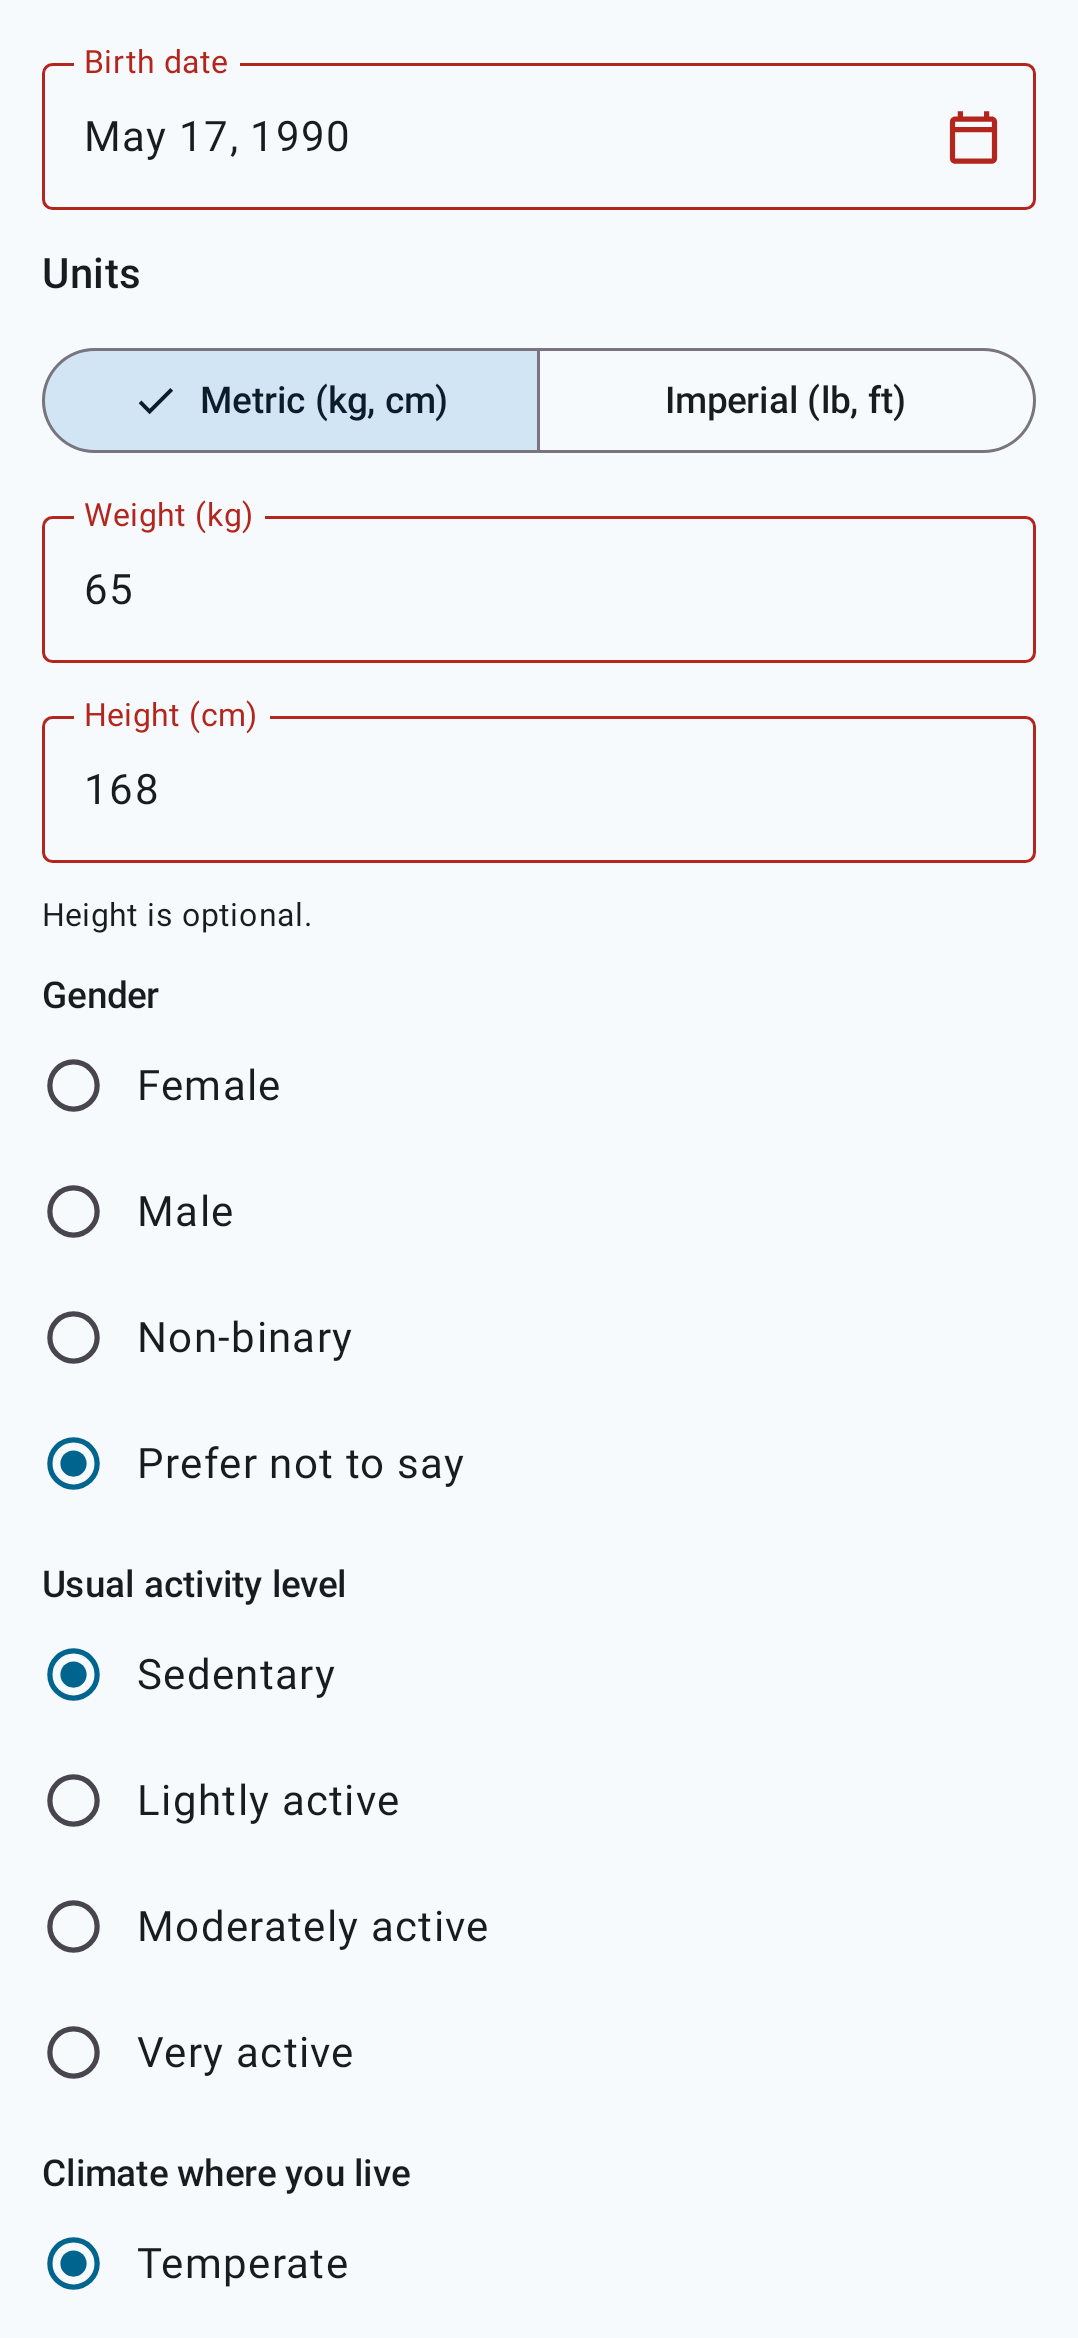 Birth date
May 17, 1990
Units
Metric (kg, cm)
Imperial (lb, ft)
Weight (kg)
65
Height (cm)
168
Height is optional.
Gender
Female
Male
Non-binary
Prefer not to say
Usual activity level
Sedentary
Lightly active
Moderately active
Very active
Climate where you live
Temperate